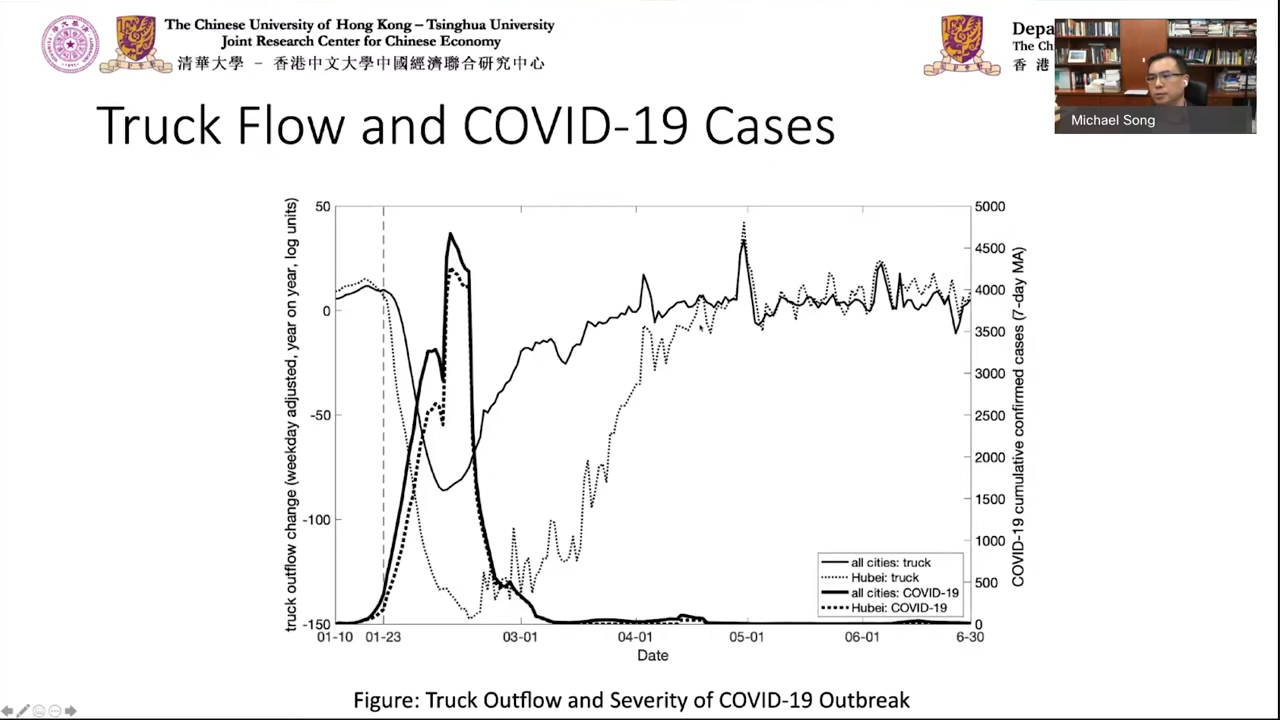 The Chinese University of Hong Kong – Tsinghua University
Joint Research Center for Chinese Economy
清華大學 – 香港中文大學中國經濟聯合研究中心
Depa
The Ch
香 港
Michael Song
Truck Flow and COVID-19 Cases
truck outflow change (weekday adjusted, year on year, log units)
50
0
-50
-100
-150
5000
4500
4000
3500
3000
2500
2000
1500
1000
500
0
COVID-19 cumulative confirmed cases (7-day MA)
all cities: truck
Hubei: truck
all cities: COVID-19
Hubei: COVID-19
01-10 01-23 03-01 04-01 05-01 06-01 6-30
Date
Figure: Truck Outflow and Severity of COVID-19 Outbreak